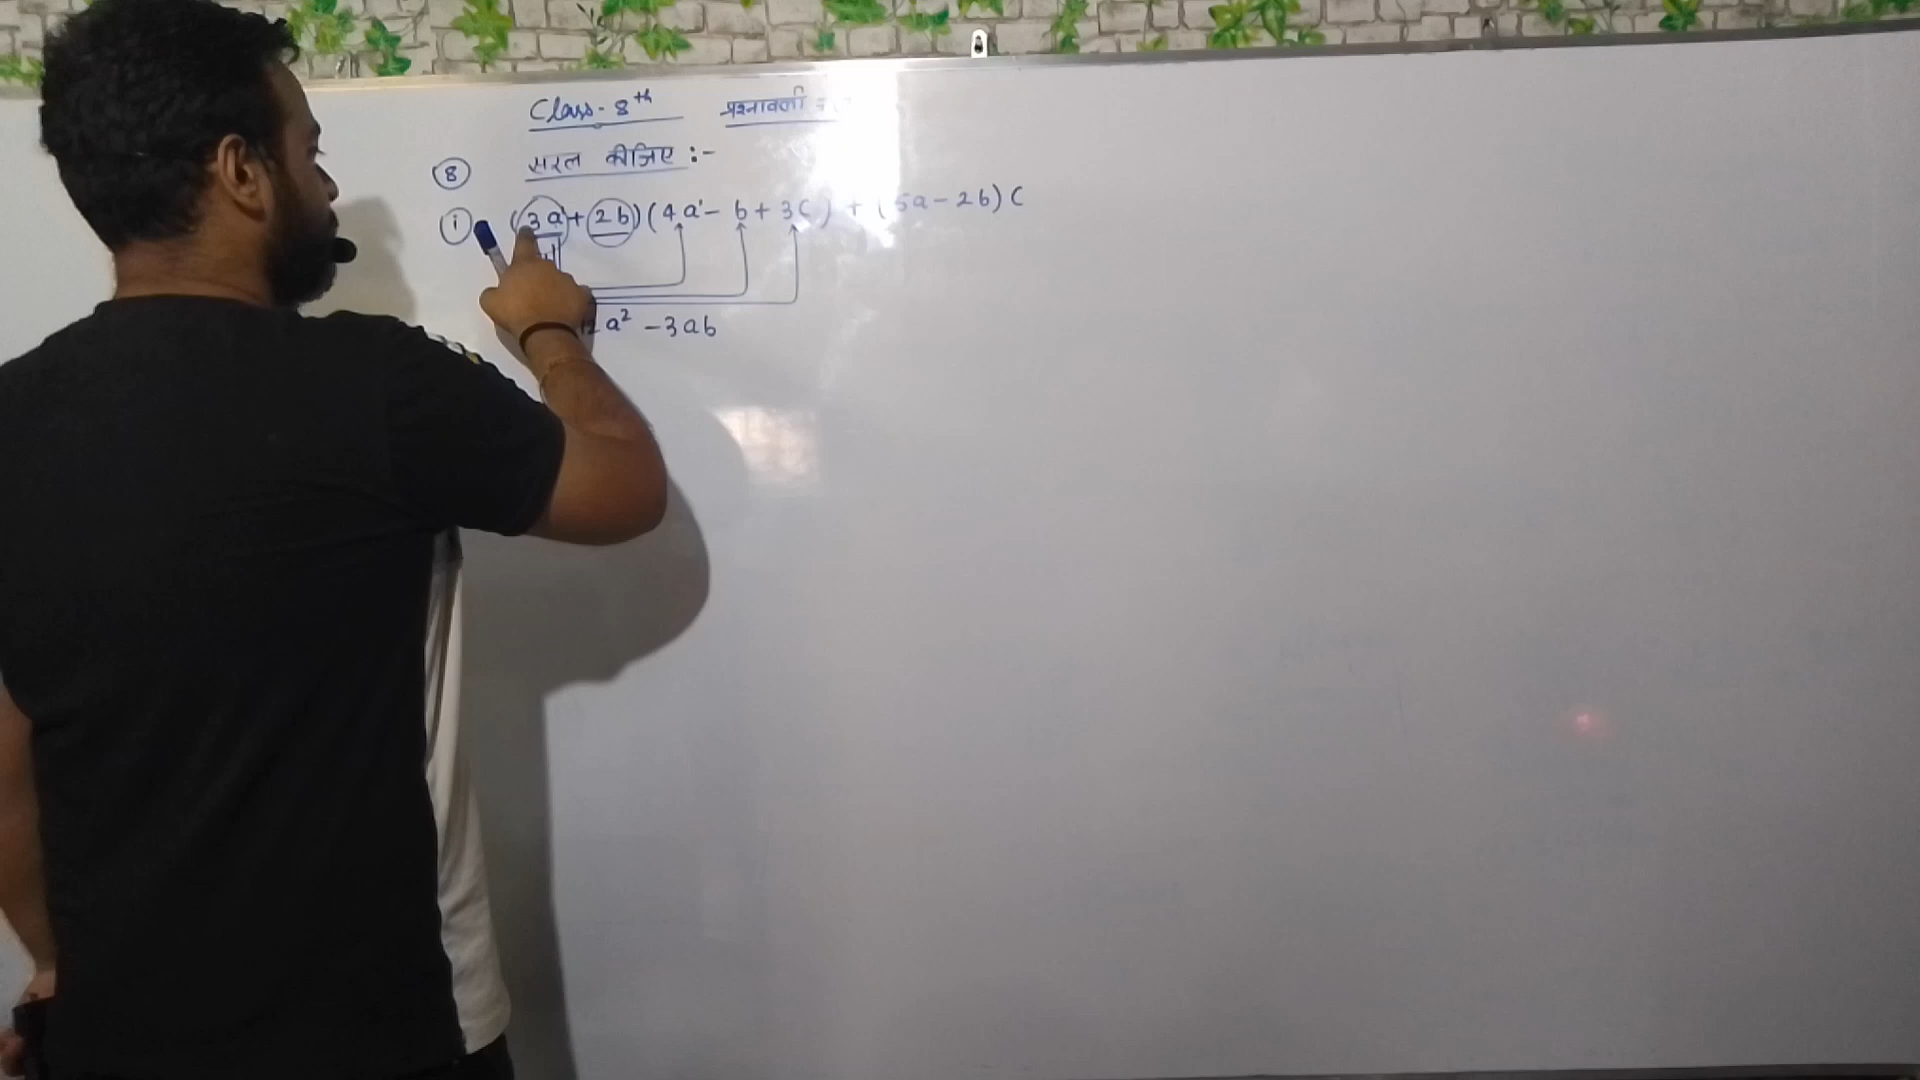 Class - 8th प्रश्नावली
8 सरल कीजिए :-
i (3a + 2b) (4a - b + 3c) + (5a - 2b) c
12a² - 3ab